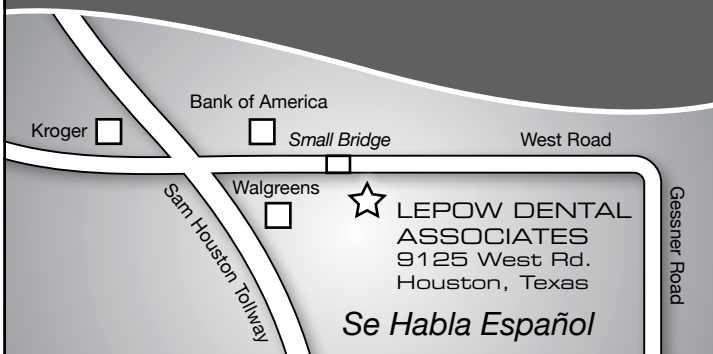 Bank of America
Kroger
Small Bridge
West Road
Walgreens
Sam Houston Tollway
Gessner Road
LEPOW DENTAL
ASSOCIATES
9125 West Rd.
Houston, Texas
Se Habla Español